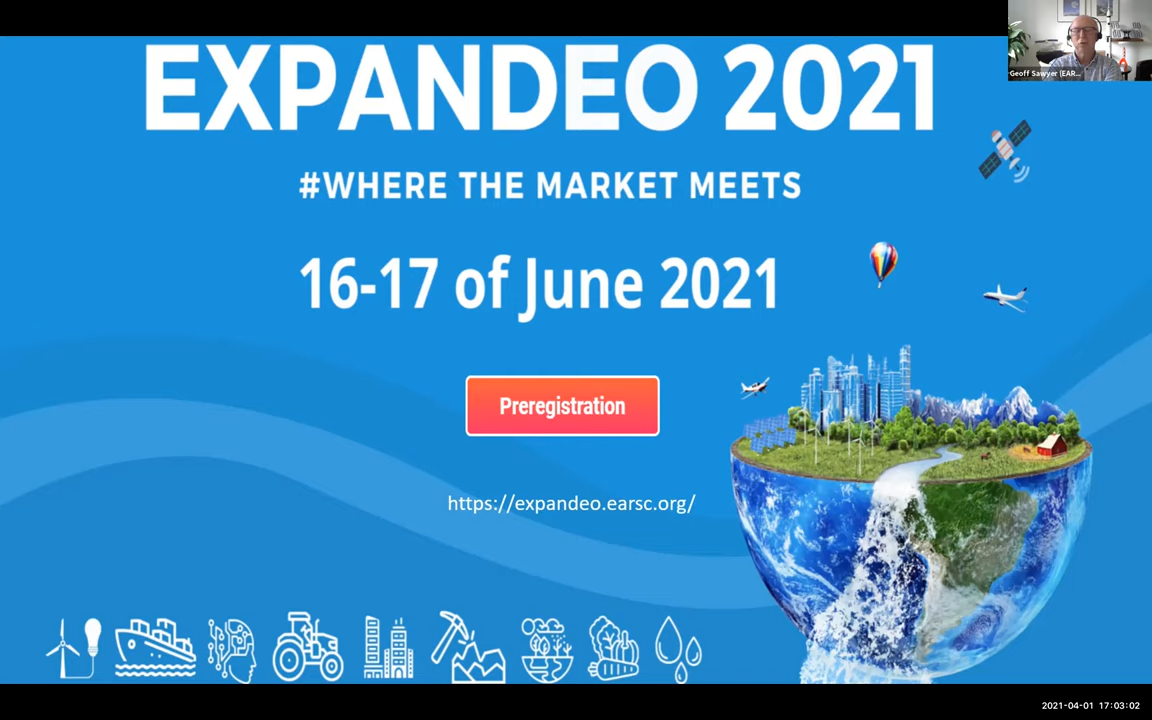 EXPANDEO 2021
#WHERE THE MARKET MEETS
16-17 of June 2021
Preregistration
https://expandeo.earsc.org/
Geoff Sawyer (EAR...
2021-04-01 17:03:02